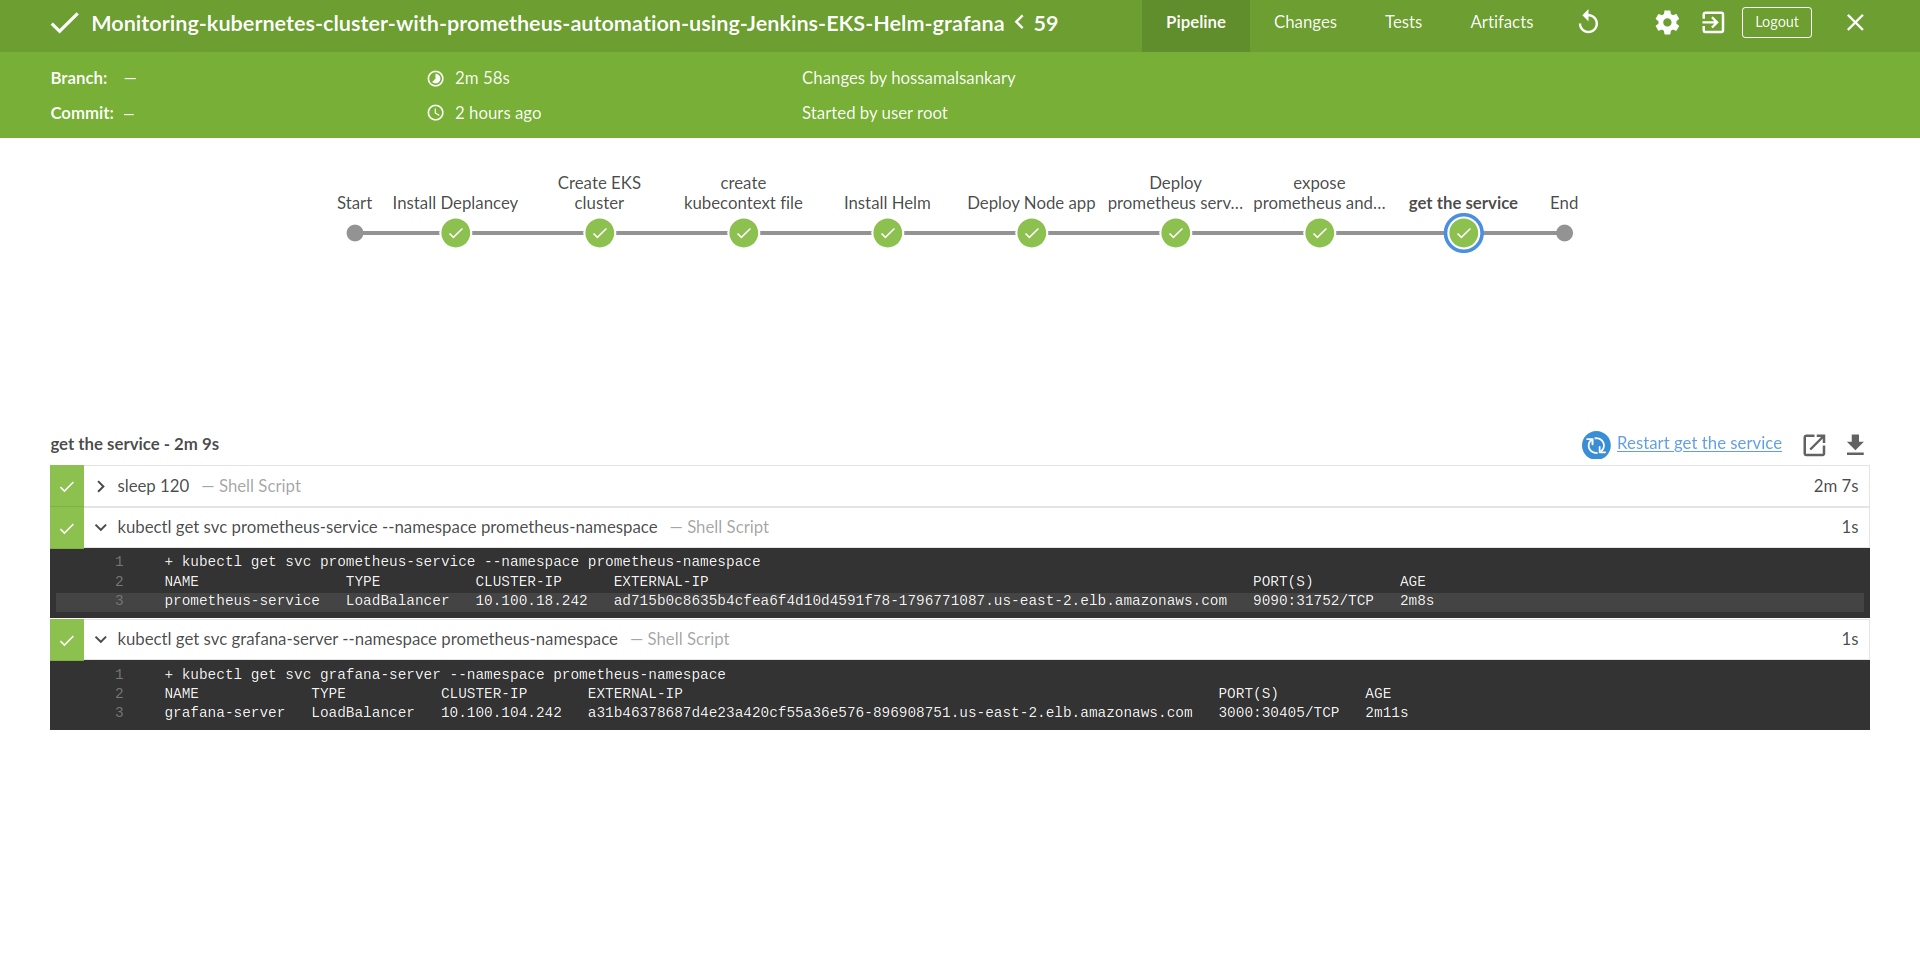 Monitoring-kubernetes-cluster-with-prometheus-automation-using-Jenkins-EKS-Helm-grafana < 59
Pipeline Changes Tests Artifacts Logout
Branch: — 2m 58s Changes by hossamalsankary
Commit: — 2 hours ago Started by user root
Start
Install Deplancey
Create EKS
cluster
create
kubecontext file
Install Helm
Deploy Node app
Deploy
prometheus serv...
expose
prometheus and...
get the service
End
get the service - 2m 9s
Restart get the service
sleep 120 — Shell Script 2m 7s
kubectl get svc prometheus-service --namespace prometheus-namespace — Shell Script 1s
1 + kubectl get svc prometheus-service --namespace prometheus-namespace
2 NAME TYPE CLUSTER-IP EXTERNAL-IP PORT(S) AGE
3 prometheus-service LoadBalancer 10.100.18.242 ad715b0c8635b4cfea6f4d10d4591f78-1796771087.us-east-2.elb.amazonaws.com 9090:31752/TCP 2m8s
kubectl get svc grafana-server --namespace prometheus-namespace — Shell Script 1s
1 + kubectl get svc grafana-server --namespace prometheus-namespace
2 NAME TYPE CLUSTER-IP EXTERNAL-IP PORT(S) AGE
3 grafana-server LoadBalancer 10.100.104.242 a31b46378687d4e23a420cf55a36e576-896908751.us-east-2.elb.amazonaws.com 3000:30405/TCP 2m11s